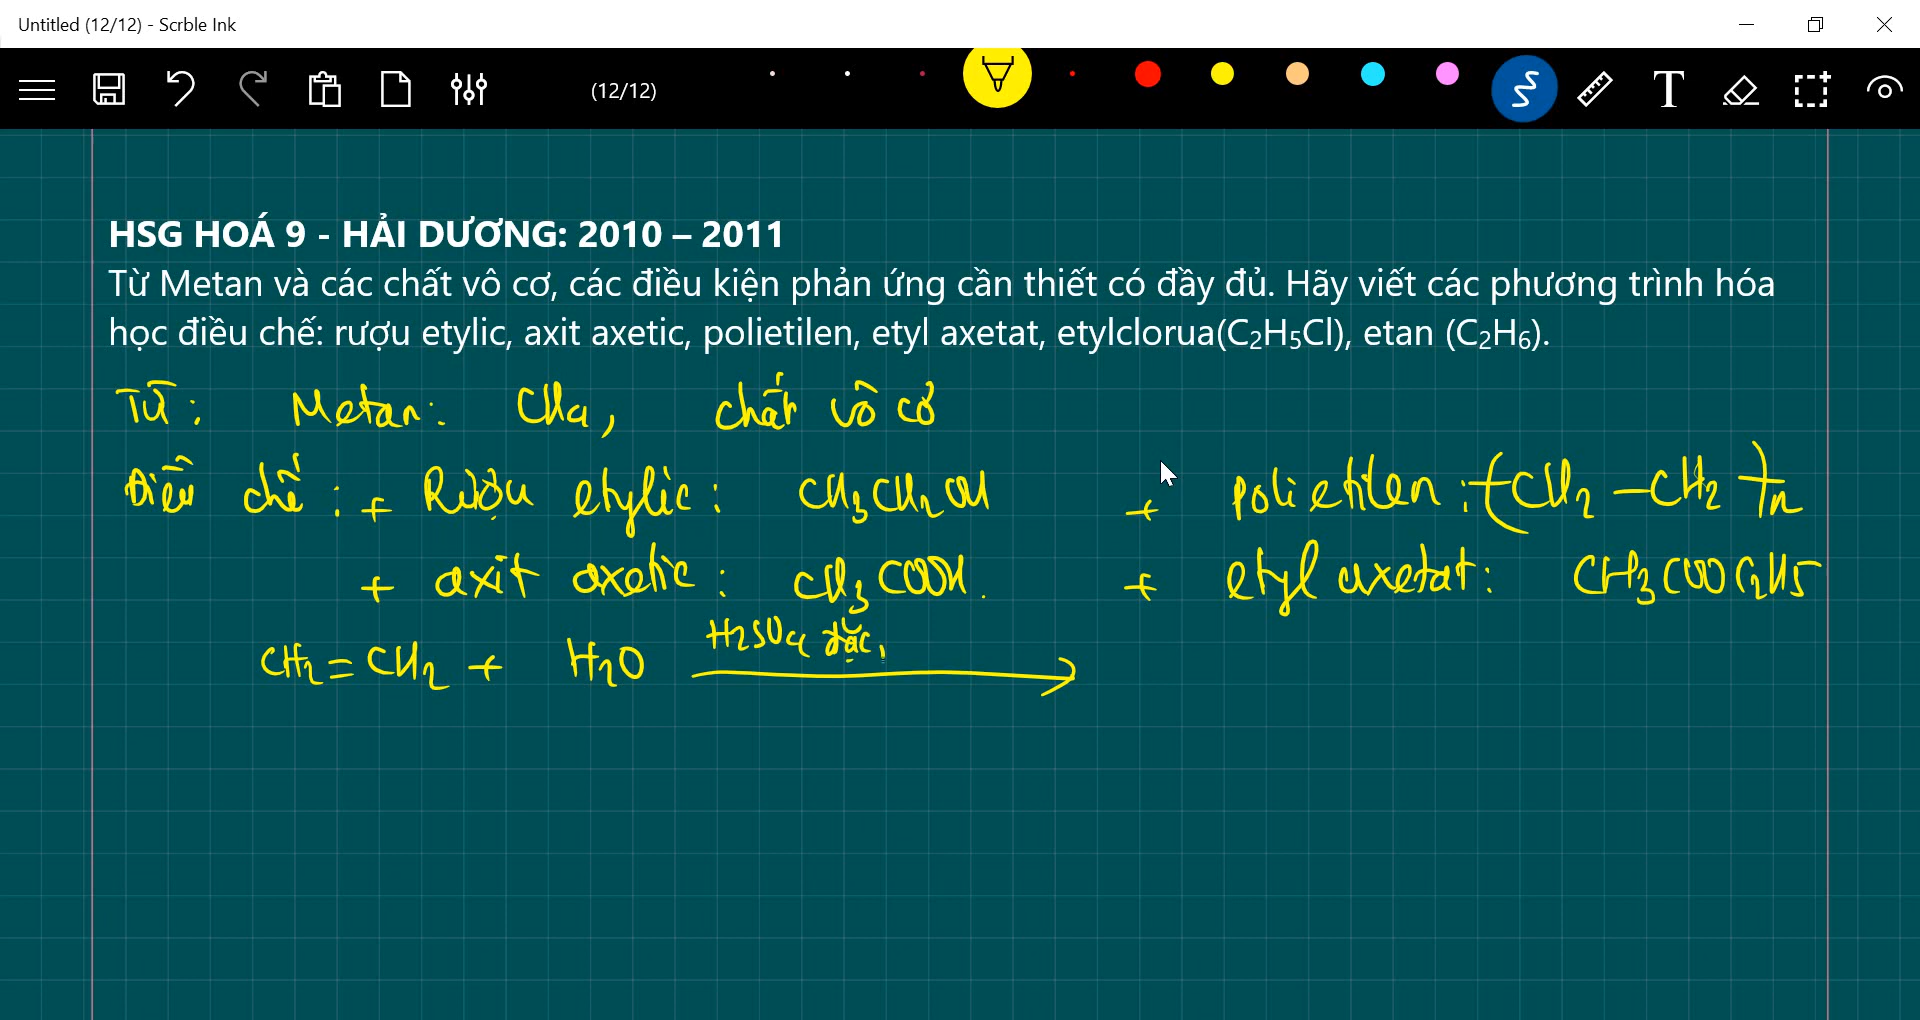 Untitled (12/12) - Scrble Ink
(12/12)
T
HSG HOÁ 9 - HẢI DƯƠNG: 2010 – 2011
Từ Metan và các chất vô cơ, các điều kiện phản ứng cần thiết có đầy đủ. Hãy viết các phương trình hóa
học điều chế: rượu etylic, axit axetic, polietilen, etyl axetat, etylclorua(C₂H₅Cl), etan (C₂H₆).
Từ: Metan: CH₄, chất vô cơ
Điều chế: + Rượu etylic: CH₃CH₂OH + Polietilen: -(CH₂-CH₂-)n
+ axit axetic: CH₃COOH. + etyl axetat: CH₃COOC₂H₅
H₂SO₄ đặc,
CH₂=CH₂ + H₂O →